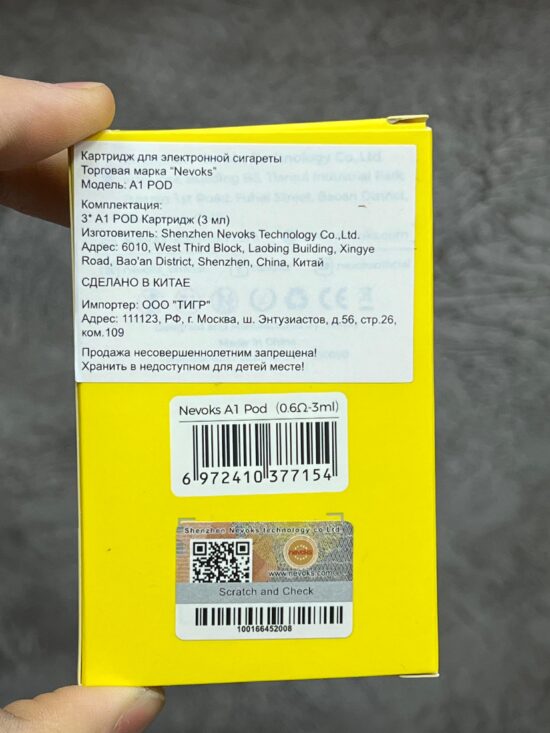 Картридж для электронной сигареты
Торговая марка "Nevoks"
Модель: A1 POD
Комплектация:
3* A1 POD Картридж (3 мл)
Изготовитель: Shenzhen Nevoks Technology Co.,Ltd.
Адрес: 6010, West Third Block, Laobing Building, Xingye
Road, Bao'an District, Shenzhen, China, Китай
СДЕЛАНО В КИТАЕ
Импортер: ООО "ТИГР"
Адрес: 111123, РФ, г. Москва, ш. Энтузиастов, д.56, стр.26,
ком.109
Продажа несовершеннолетним запрещена!
Хранить в недоступном для детей месте!
Nevoks A1 Pod (0.6Ω-3ml)
6 972410 377154
Shenzhen Nevoks technology co Ltd
nevoks
www.nevoks.com
Scratch and Check
100166452008